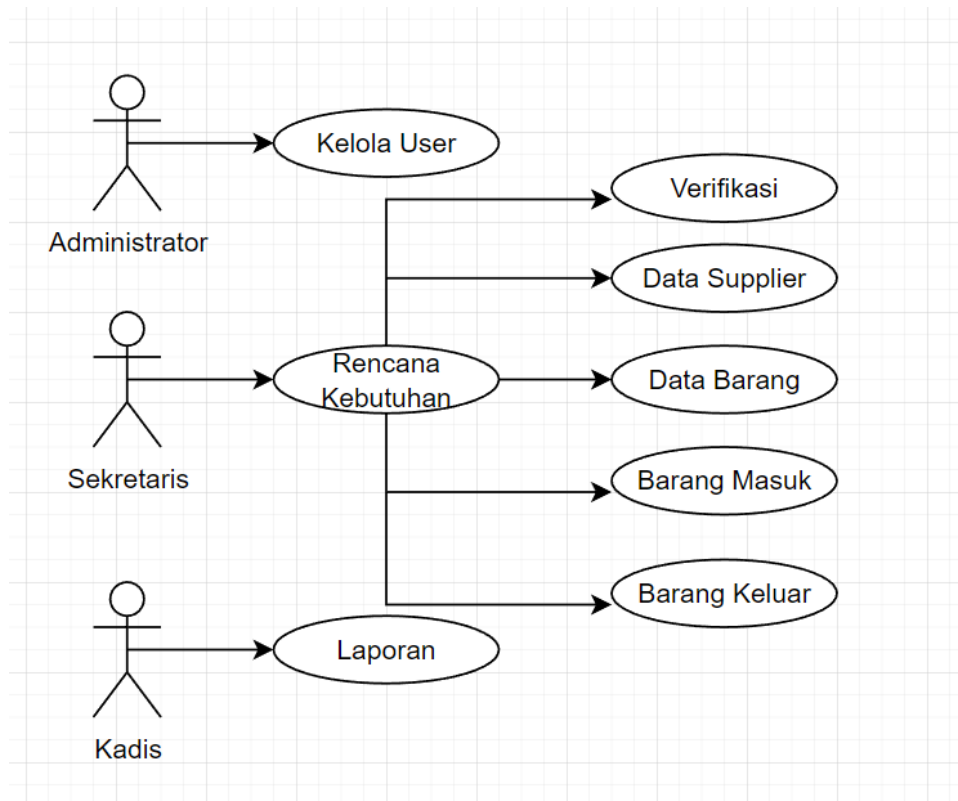 Kelola User
Verifikasi
Administrator
Data Supplier
Rencana
Kebutuhan
Data Barang
Sekretaris
Barang Masuk
Barang Keluar
Laporan
Kadis